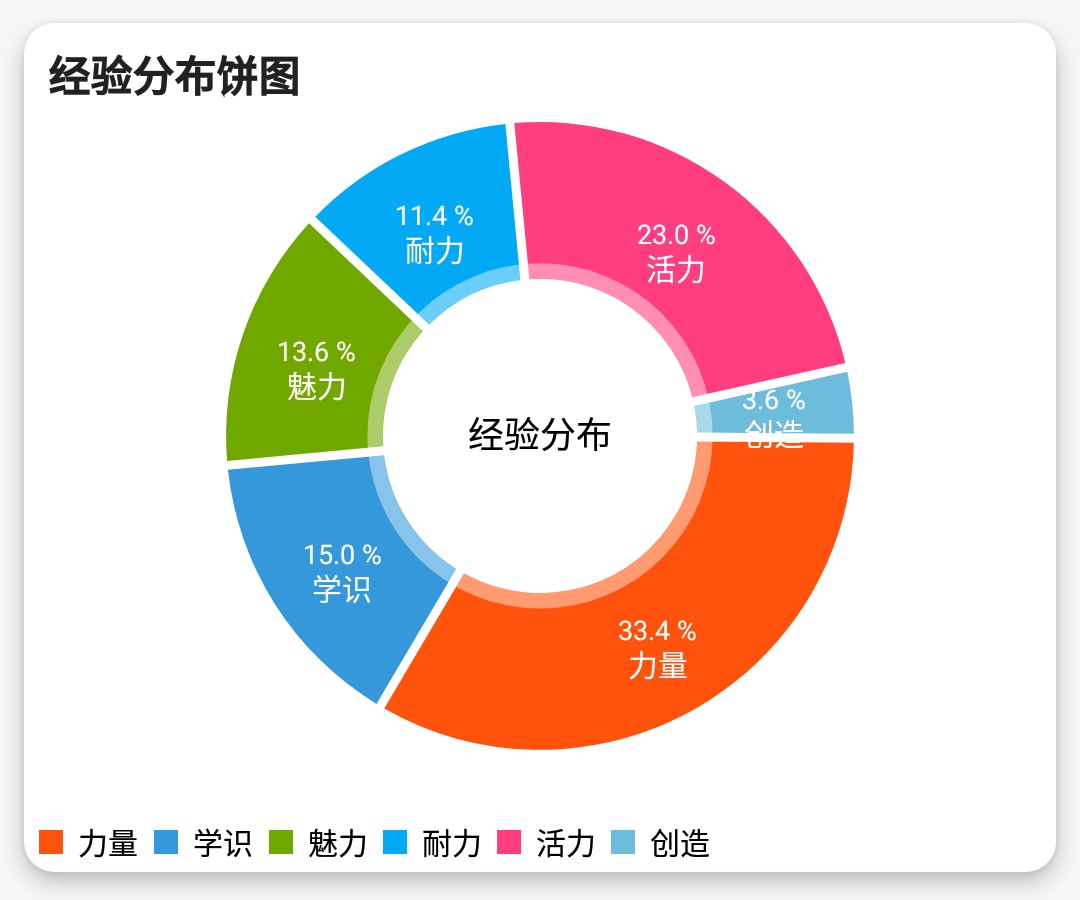 经验分布饼图
11.4 %
耐力
23.0 %
活力
13.6 %
魅力
3.6 %
创造
经验分布
15.0 %
学识
33.4 %
力量
力量 学识 魅力 耐力 活力 创造